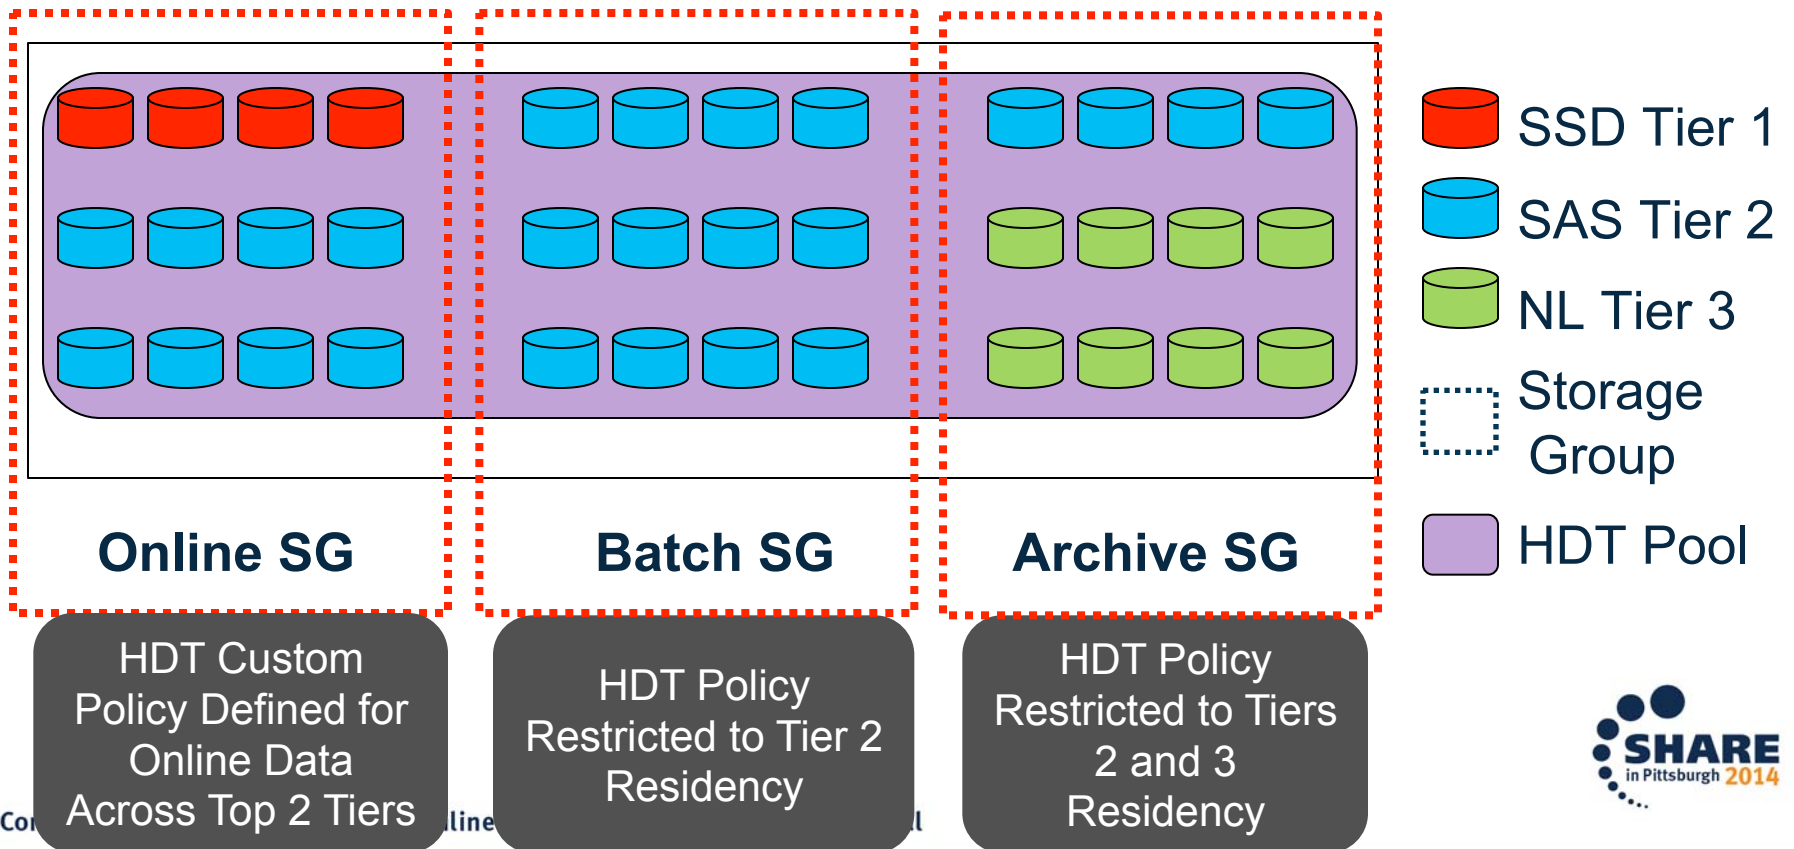 SSD Tier 1
SAS Tier 2
NL Tier 3
Storage
Group
HDT Pool
Online SG
Batch SG
Archive SG
HDT Custom
Policy Defined for
Online Data
Across Top 2 Tiers
HDT Policy
Restricted to Tier 2
Residency
HDT Policy
Restricted to Tiers
2 and 3
Residency
SHARE
in Pittsburgh 2014